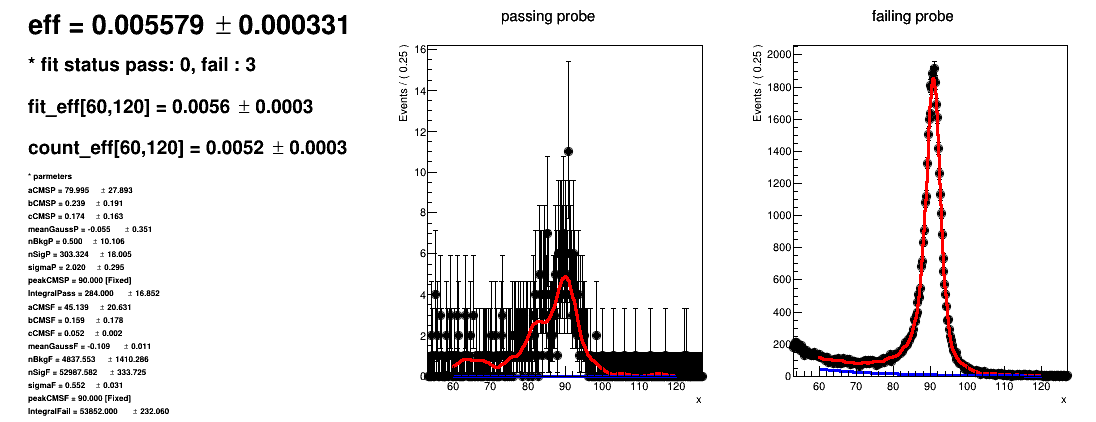 eff = 0.005579 ± 0.000331
* fit status pass: 0, fail : 3
fit_eff[60,120] = 0.0056 ± 0.0003
count_eff[60,120] = 0.0052 ± 0.0003
* parmeters
aCMSP = 79.995 ± 27.893
bCMSP = 0.239 ± 0.191
cCMSP = 0.174 ± 0.163
meanGaussP = -0.055 ± 0.351
nBkgP = 0.500 ± 10.106
nSigP = 303.324 ± 18.005
sigmaP = 2.020 ± 0.295
peakCMSP = 90.000 [Fixed]
IntegralPass = 284.000 ± 16.852
aCMSF = 45.139 ± 20.631
bCMSF = 0.159 ± 0.178
cCMSF = 0.052 ± 0.002
meanGaussF = -0.109 ± 0.011
nBkgF = 4837.553 ± 1410.286
nSigF = 52987.582 ± 333.725
sigmaF = 0.552 ± 0.031
peakCMSF = 90.000 [Fixed]
IntegralFail = 53852.000 ± 232.060
passing probe
Events / ( 0.25 )
16
14
12
10
8
6
4
2
0
60 70 80 90 100 110 120
x
failing probe
Events / ( 0.25 )
2000
1800
1600
1400
1200
1000
800
600
400
200
0
60 70 80 90 100 110 120
x